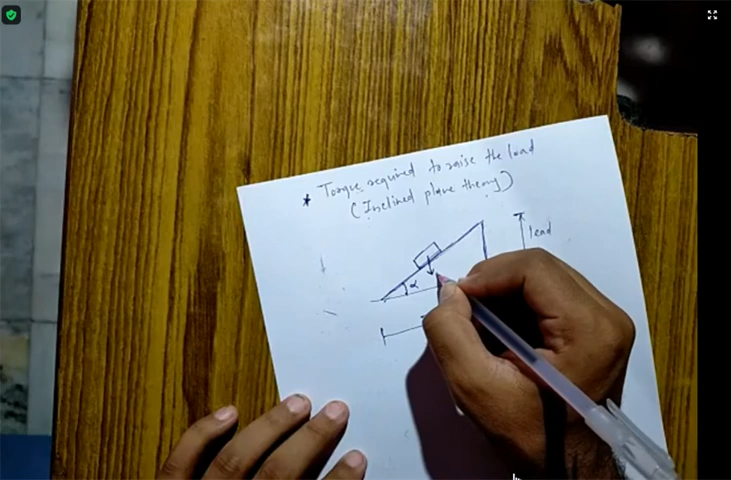 * Torque required to raise the load
(Inclined plane theory)
lead
α